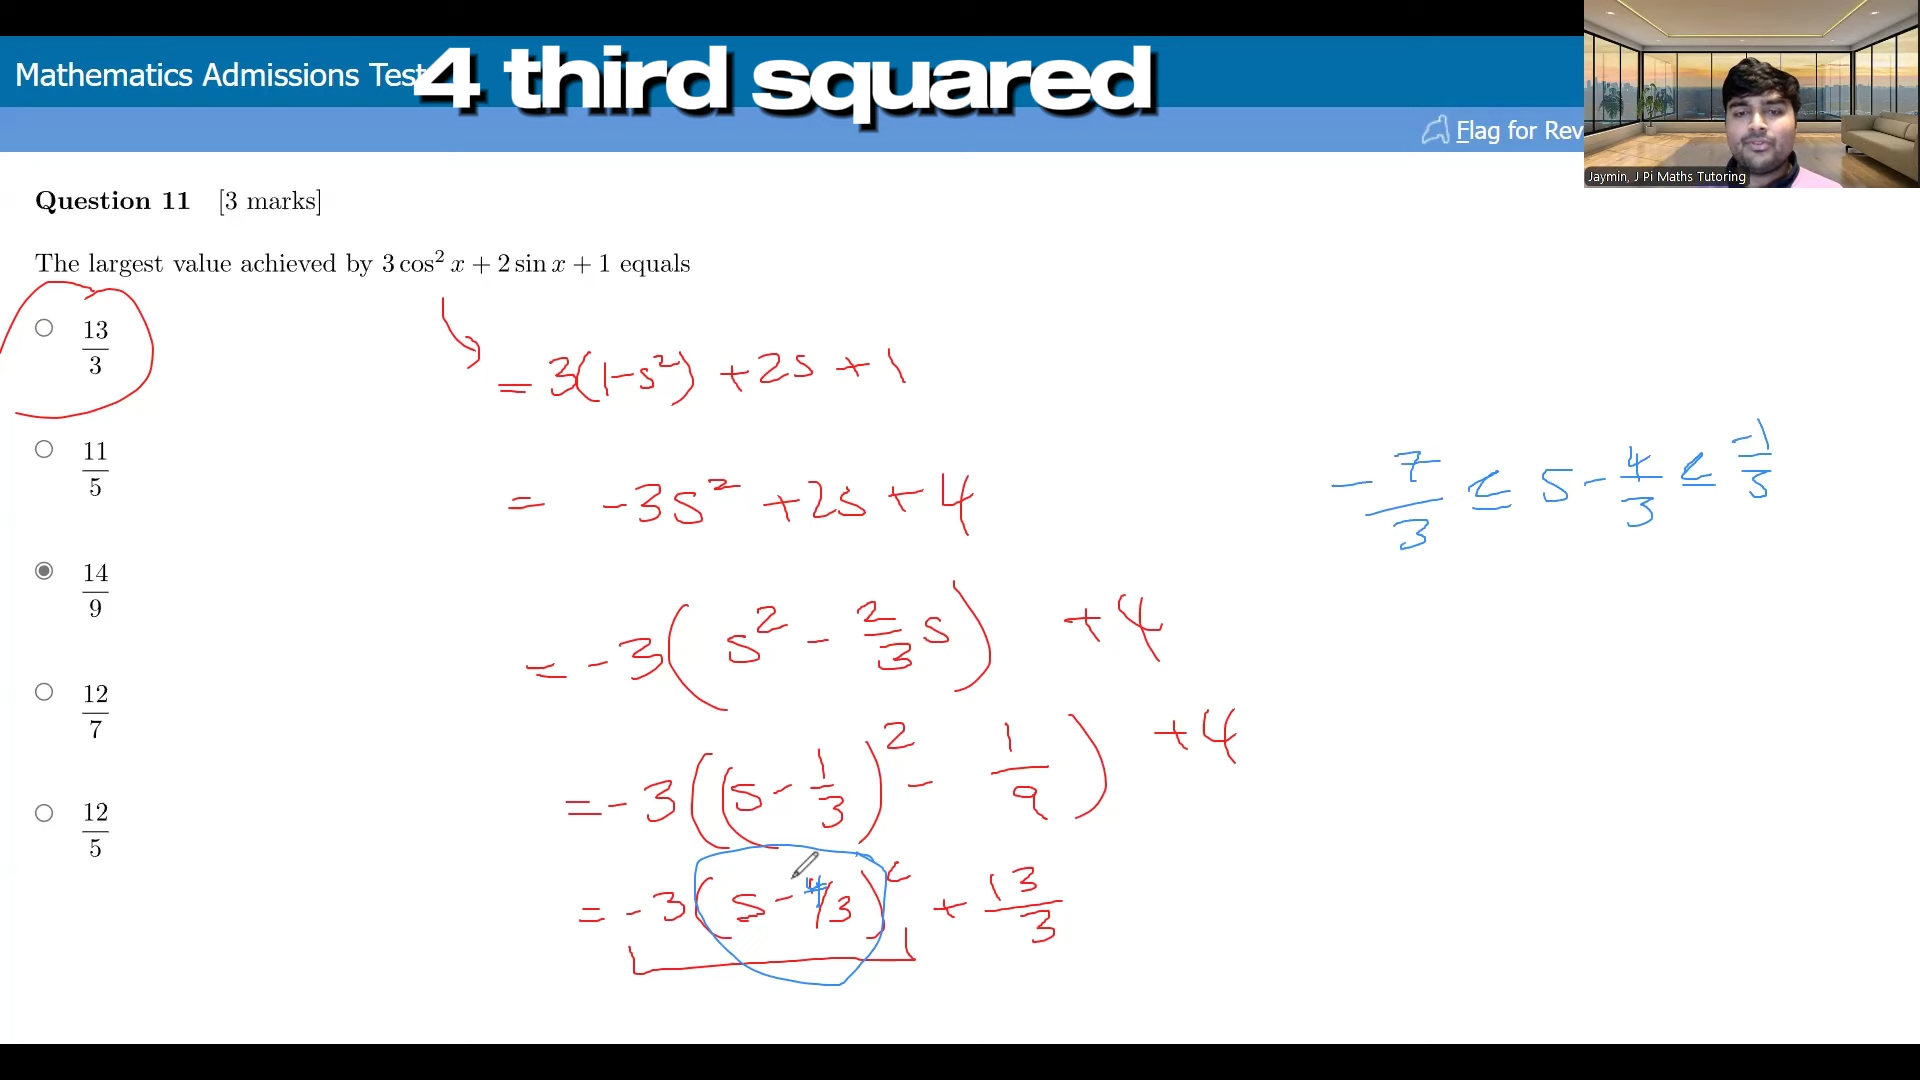 Mathematics Admissions Test
4 third squared
Flag for Rev
Jaymin, J Pi Maths Tutoring
Question 11 [3 marks]
The largest value achieved by 3 cos² x + 2 sin x + 1 equals
13/3
11/5
14/9
12/7
12/5
= 3(1-s²) + 2s + 1
= -3s² + 2s + 4
= -3(s² - 2/3 s) + 4
= -3((s - 1/3)² - 1/9) + 4
= -3(s - 4/3)² + 13/3
-7/3 ≤ s - 4/3 ≤ -1/3